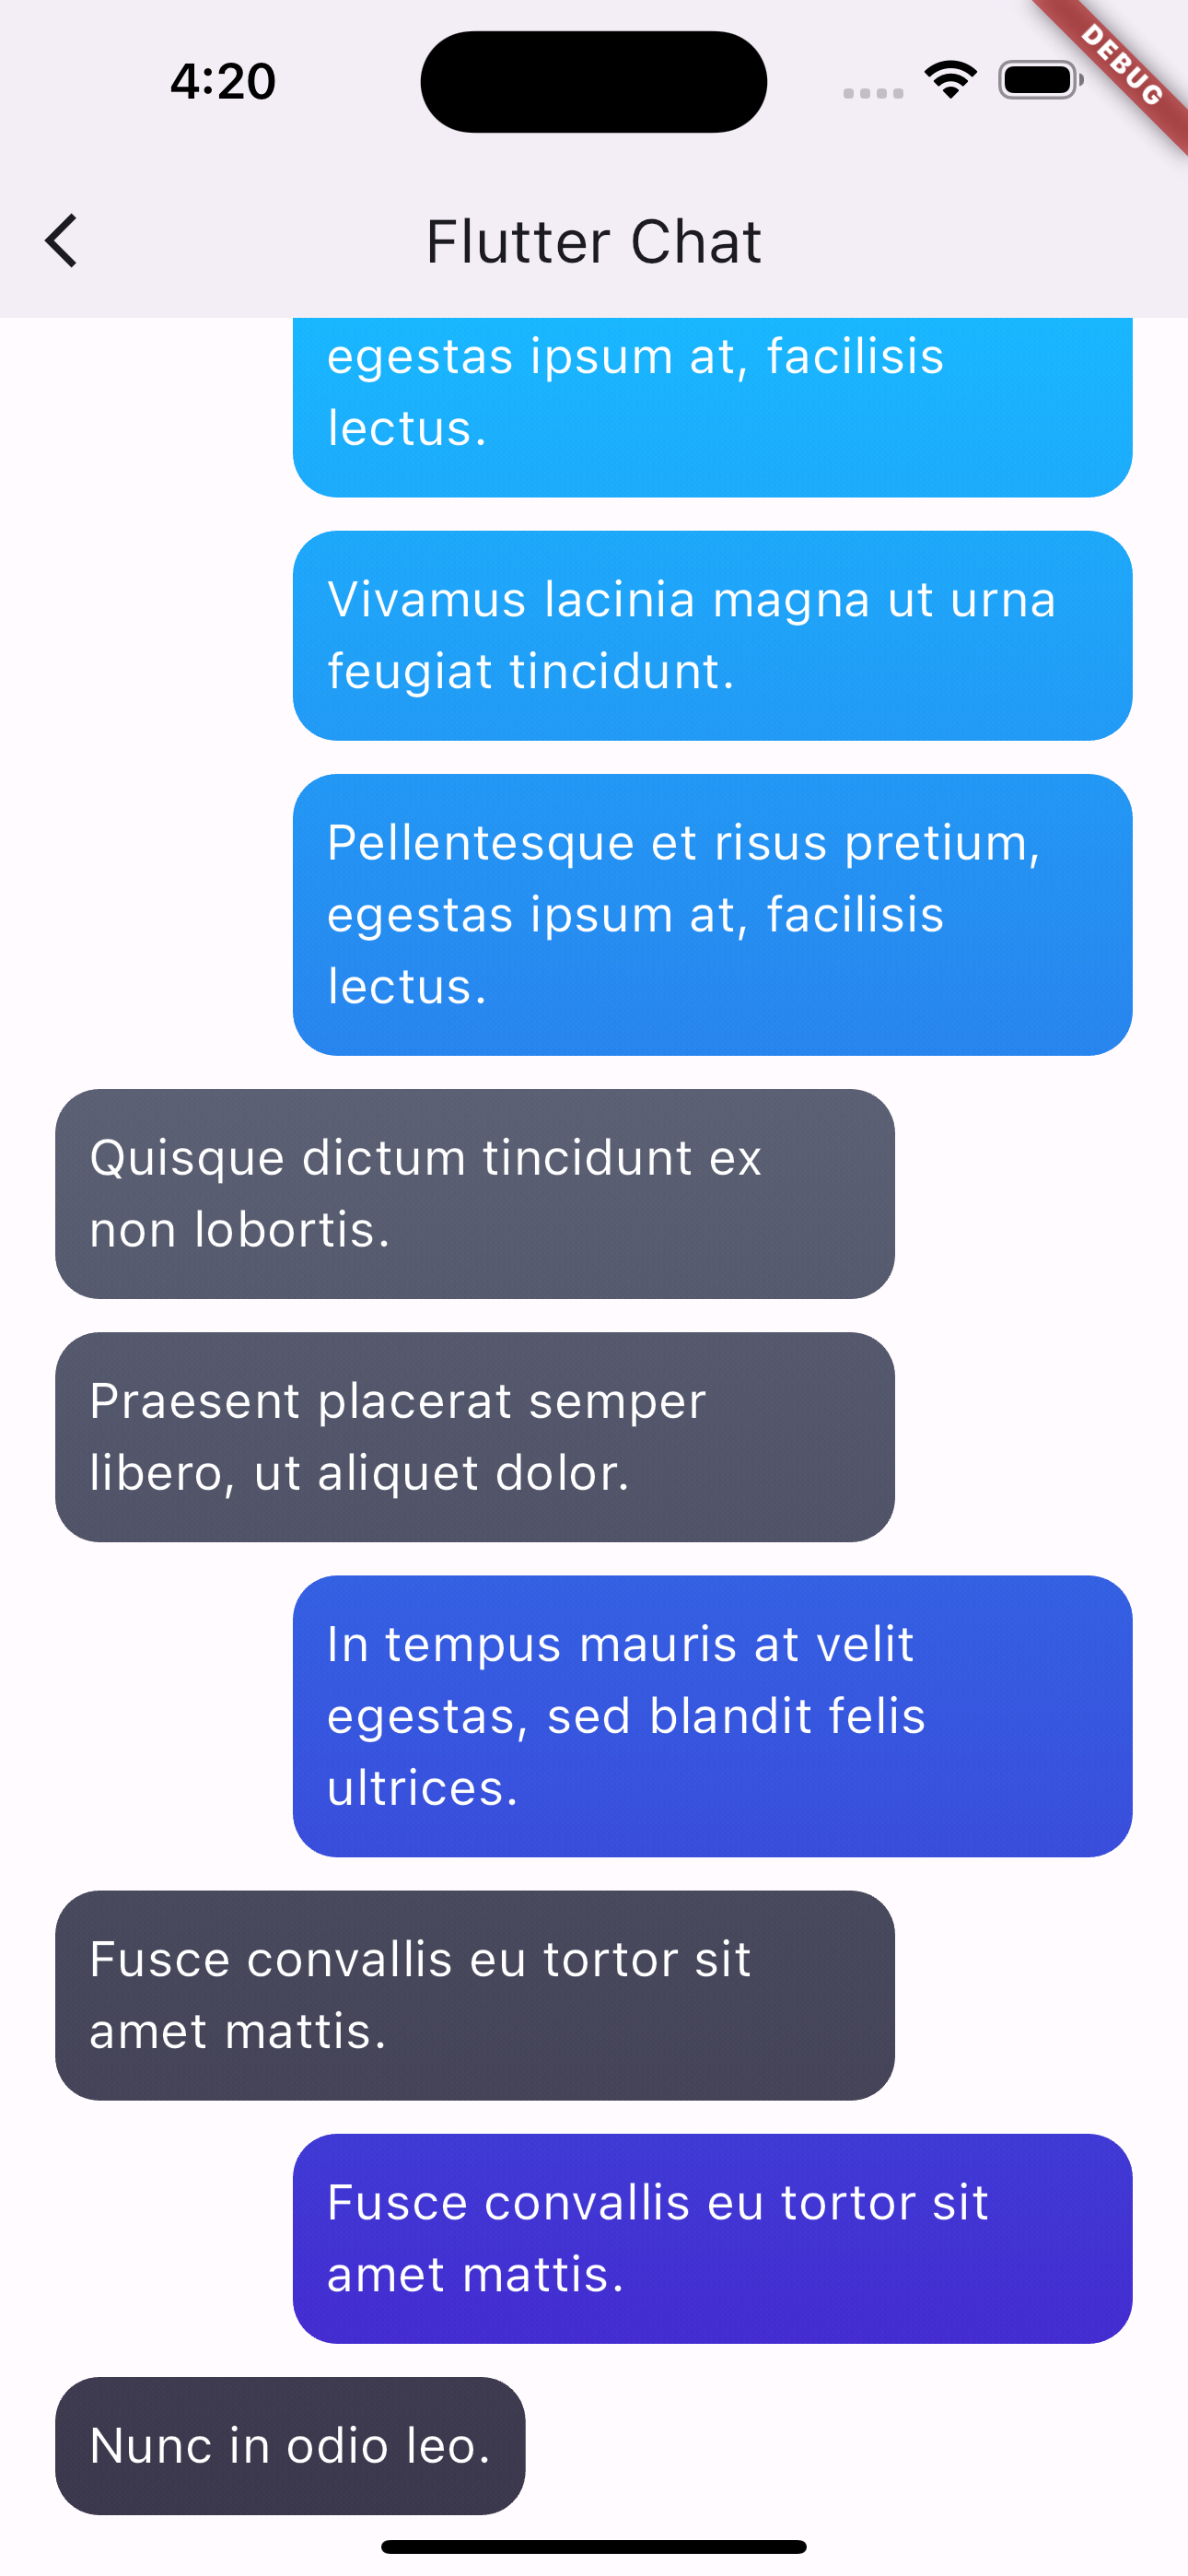 4:20
DEBUG
Flutter Chat
egestas ipsum at, facilisis
lectus.
Vivamus lacinia magna ut urna
feugiat tincidunt.
Pellentesque et risus pretium,
egestas ipsum at, facilisis
lectus.
Quisque dictum tincidunt ex
non lobortis.
Praesent placerat semper
libero, ut aliquet dolor.
In tempus mauris at velit
egestas, sed blandit felis
ultrices.
Fusce convallis eu tortor sit
amet mattis.
Fusce convallis eu tortor sit
amet mattis.
Nunc in odio leo.